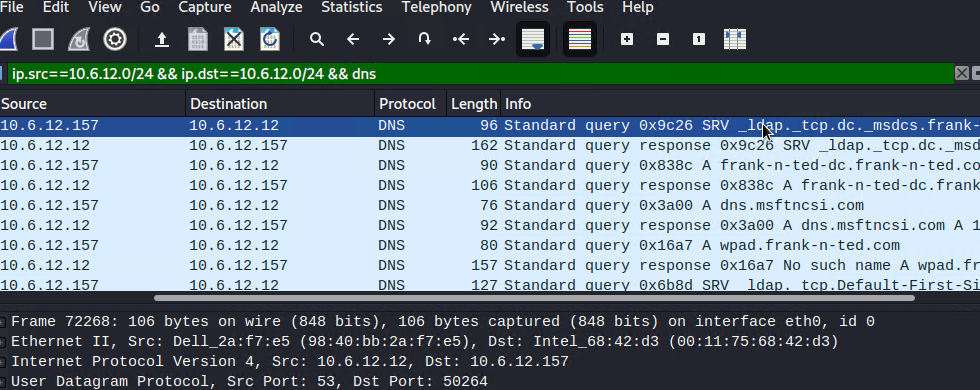 File Edit View Go Capture Analyze Statistics Telephony Wireless Tools Help
ip.src==10.6.12.0/24 && ip.dst==10.6.12.0/24 && dns
Source Destination Protocol Length Info
10.6.12.157 10.6.12.12 DNS 96 Standard query 0x9c26 SRV _ldap._tcp.dc._msdcs.frank-
10.6.12.12 10.6.12.157 DNS 162 Standard query response 0x9c26 SRV _ldap._tcp.dc._msd
10.6.12.157 10.6.12.12 DNS 90 Standard query 0x838c A frank-n-ted-dc.frank-n-ted.co
10.6.12.12 10.6.12.157 DNS 106 Standard query response 0x838c A frank-n-ted-dc.frank
10.6.12.157 10.6.12.12 DNS 76 Standard query 0x3a00 A dns.msftncsi.com
10.6.12.12 10.6.12.157 DNS 92 Standard query response 0x3a00 A dns.msftncsi.com A 1
10.6.12.157 10.6.12.12 DNS 80 Standard query 0x16a7 A wpad.frank-n-ted.com
10.6.12.12 10.6.12.157 DNS 157 Standard query response 0x16a7 No such name A wpad.fr
10.6.12.157 10.6.12.12 DNS 127 Standard query 0x6b8d SRV _ldap._tcp.Default-First-Si
Frame 72268: 106 bytes on wire (848 bits), 106 bytes captured (848 bits) on interface eth0, id 0
Ethernet II, Src: Dell_2a:f7:e5 (98:40:bb:2a:f7:e5), Dst: Intel_68:42:d3 (00:11:75:68:42:d3)
Internet Protocol Version 4, Src: 10.6.12.12, Dst: 10.6.12.157
User Datagram Protocol, Src Port: 53, Dst Port: 50264